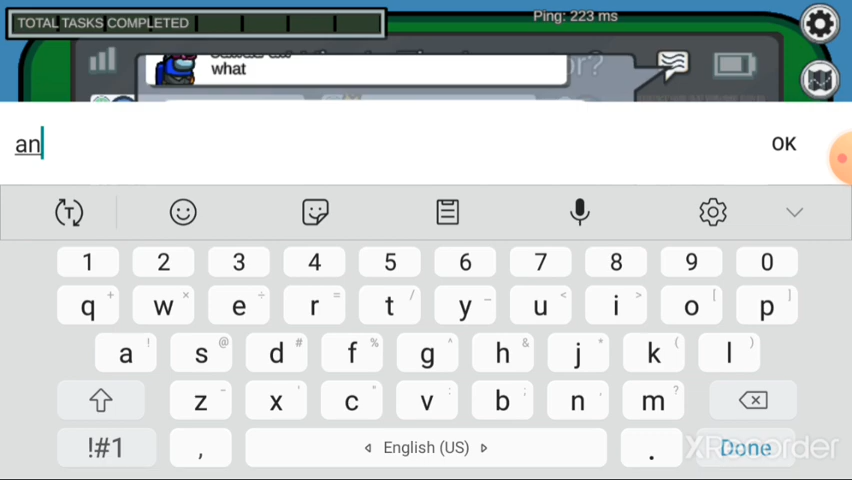 TOTAL TASKS COMPLETED
Ping: 223 ms
what
or?
an
OK
T
1 2 3 4 5 6 7 8 9 0
q + w × e ÷ r = t / y _ u < i > o [ p ]
a ! s @ d # f % g ^ h & j * k ( l )
z - x ' c " v : b ; n , m ?
!#1 , English (US) . Done
XRecorder